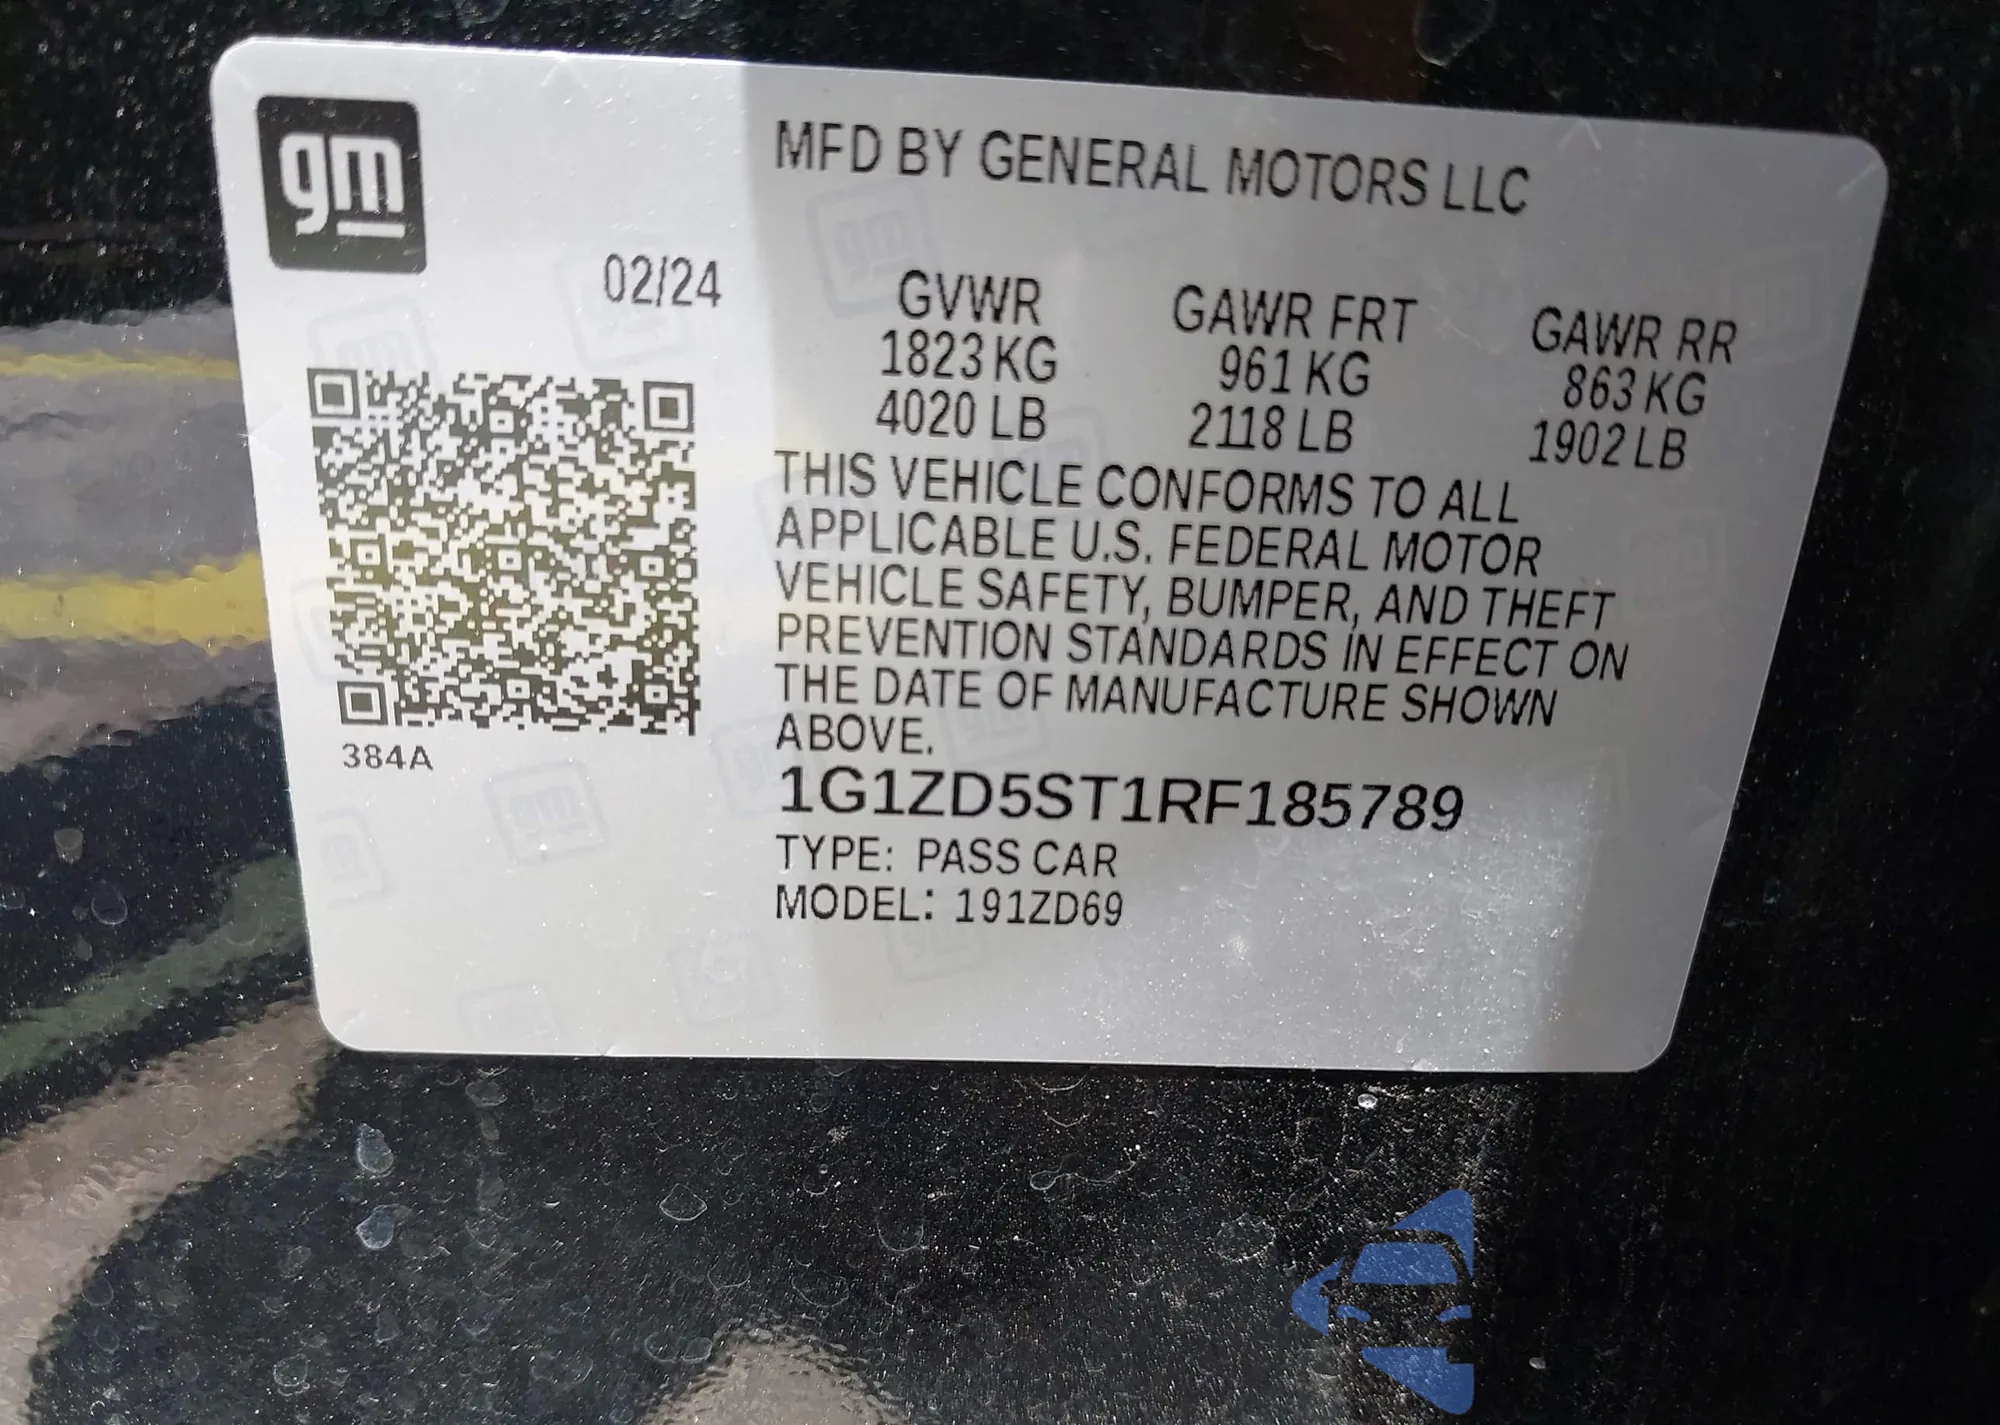 gm
MFD BY GENERAL MOTORS LLC
02/24
GVWR GAWR FRT GAWR RR
1823 KG 961 KG 863 KG
4020 LB 2118 LB 1902 LB
THIS VEHICLE CONFORMS TO ALL
APPLICABLE U.S. FEDERAL MOTOR
VEHICLE SAFETY, BUMPER, AND THEFT
PREVENTION STANDARDS IN EFFECT ON
THE DATE OF MANUFACTURE SHOWN
ABOVE.
384A
1G1ZD5ST1RF185789
TYPE: PASS CAR
MODEL: 191ZD69